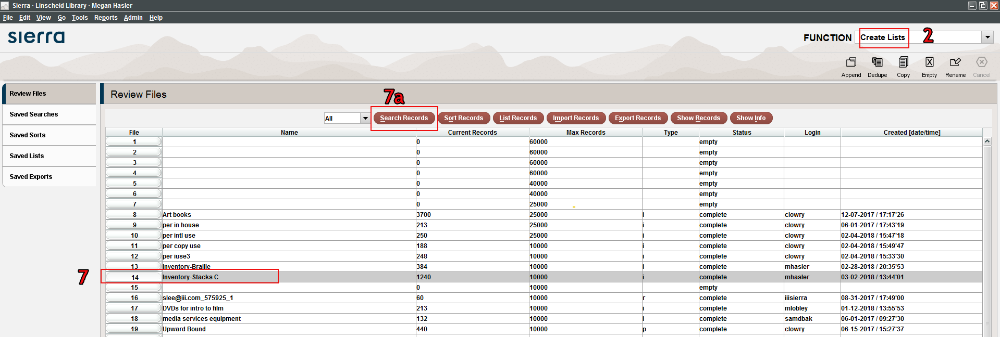 Sierra · Linscheid Library · Megan Hasler
File Edit View Go Tools Reports Admin Help
sierra
FUNCTION Create Lists 2
Append Dedupe Copy Empty Rename Cancel
Review Files
Saved Searches
Saved Sorts
Saved Lists
Saved Exports
Review Files
7a
All Search Records Sort Records List Records Import Records Export Records Show Records Show Info
File Name Current Records Max Records Type Status Login Created [date/time]
1 0 60000 empty
2 0 60000 empty
3 0 60000 empty
4 0 60000 empty
5 0 40000 empty
6 0 40000 empty
7 0 25000 empty
8 Art books 3700 25000 i complete clowry 12-07-2017 / 17:17'26
9 per in house 213 25000 i complete clowry 06-01-2017 / 17:43'19
10 per intl use 250 25000 i complete clowry 02-04-2018 / 15:47'18
11 per copy use 188 10000 i complete clowry 02-04-2018 / 15:49'47
12 per iuse3 248 10000 i complete clowry 02-04-2018 / 15:33'30
13 Inventory-Braille 384 10000 i complete mhasler 02-28-2018 / 20:35'53
7 14 Inventory-Stacks C 1240 10000 i complete mhasler 03-02-2018 / 13:44'01
15 0 10000 empty
16 slee@iii.com_575925_1 60 10000 r complete iiisierra 08-31-2017 / 17:49'00
17 DVDs for intro to film 213 10000 i complete mlobley 01-12-2018 / 13:55'53
18 media services equipment 132 10000 i complete samdbak 06-01-2017 / 09:27'30
19 Upward Bound 440 10000 p complete clowry 06-15-2017 / 15:27'37